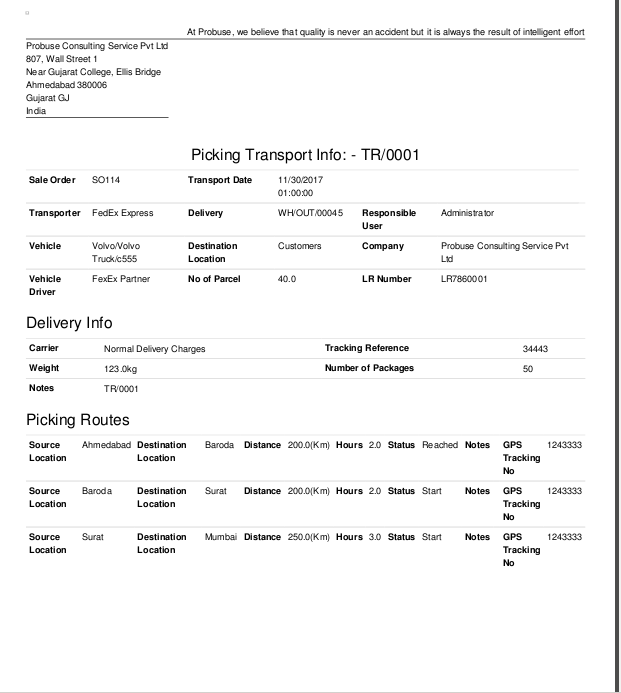 At Probuse, we believe that quality is never an accident but it is always the result of intelligent effort
Probuse Consulting Service Pvt Ltd
807, Wall Street 1
Near Gujarat College, Ellis Bridge
Ahmedabad 380006
Gujarat GJ
India
Picking Transport Info: - TR/0001
Sale Order SO114 Transport Date 11/30/2017
01:00:00
Transporter FedEx Express Delivery WH/OUT/00045 Responsible Administrator
User
Vehicle Volvo/Volvo Destination Customers Company Probuse Consulting Service Pvt
Truck/c555 Location Ltd
Vehicle FexEx Partner No of Parcel 40.0 LR Number LR7860001
Driver
Delivery Info
Carrier Normal Delivery Charges Tracking Reference 34443
Weight 123.0kg Number of Packages 50
Notes TR/0001
Picking Routes
Source Ahmedabad Destination Baroda Distance 200.0(Km) Hours 2.0 Status Reached Notes GPS 1243333
Location Location Tracking
No
Source Baroda Destination Surat Distance 200.0(Km) Hours 2.0 Status Start Notes GPS 1243333
Location Location Tracking
No
Source Surat Destination Mumbai Distance 250.0(Km) Hours 3.0 Status Start Notes GPS 1243333
Location Location Tracking
No